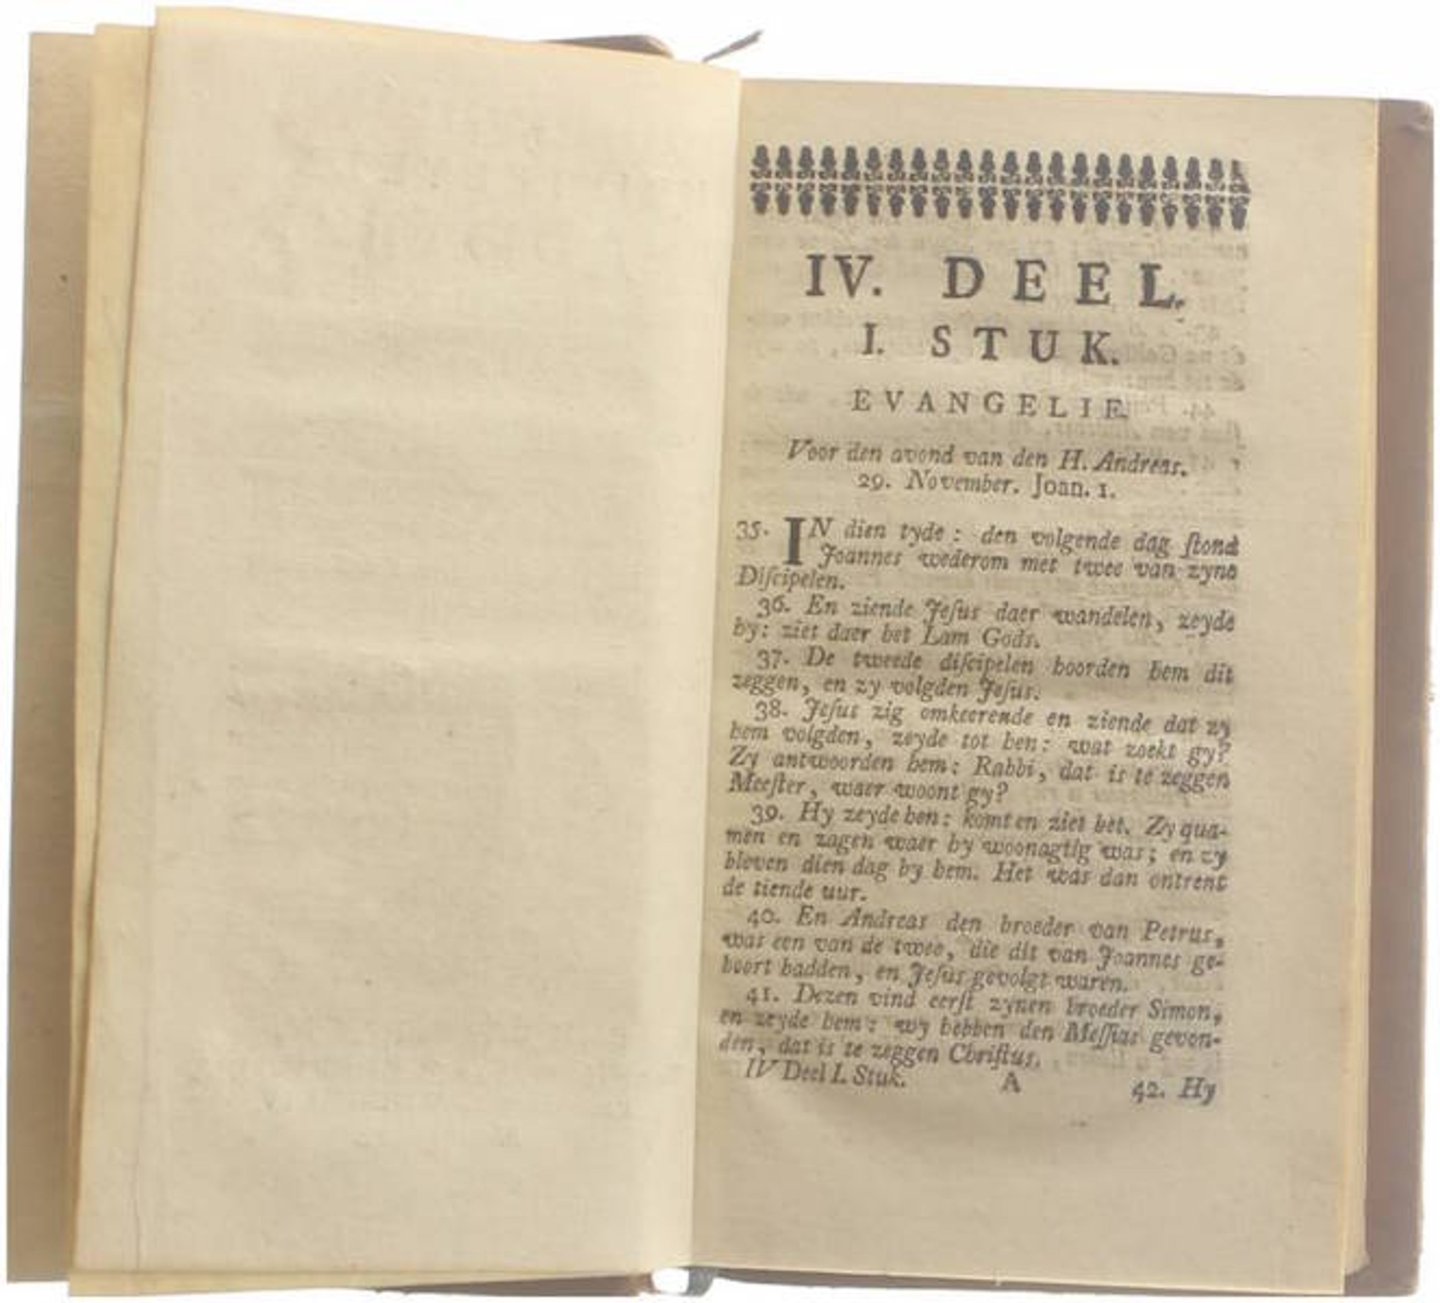 IV. DEEL.
I. STUK.
EVANGELIE.
Voor den avond van den H. Andreas.
29. November. Joan. 1.
35. IN dien tyde: den volgende dag ſtond
Joannes wederom met twee van zyne
Diſcipelen.
36. En ziende Jeſus daer wandelen, zeyde
hy: ziet daer het Lam Gods.
37. De tweede diſcipelen hoorden hem dit
zeggen, en zy volgden Jeſus.
38. Jeſus zig omkeerende en ziende dat zy
hem volgden, zeyde tot hen: wat zoekt gy?
Zy antwoorden hem: Rabbi, dat is te zeggen
Meeſter, waer woont gy?
39. Hy zeyde hen: komt en ziet het. Zy qua-
men en zagen waer hy woonagtig was; en zy
bleven dien dag by hem. Het was dan ontrent
de tiende uur.
40. En Andreas den broeder van Petrus,
was een van de twee, die dit van Joannes ge-
hoort hadden, en Jeſus gevolgt waren.
41. Dezen vind eerſt zynen broeder Simon,
en zeyde hem: wy hebben den Meſſias gevon-
den, dat is te zeggen Chriſtus.
IV Deel I. Stuk. A 42. Hy